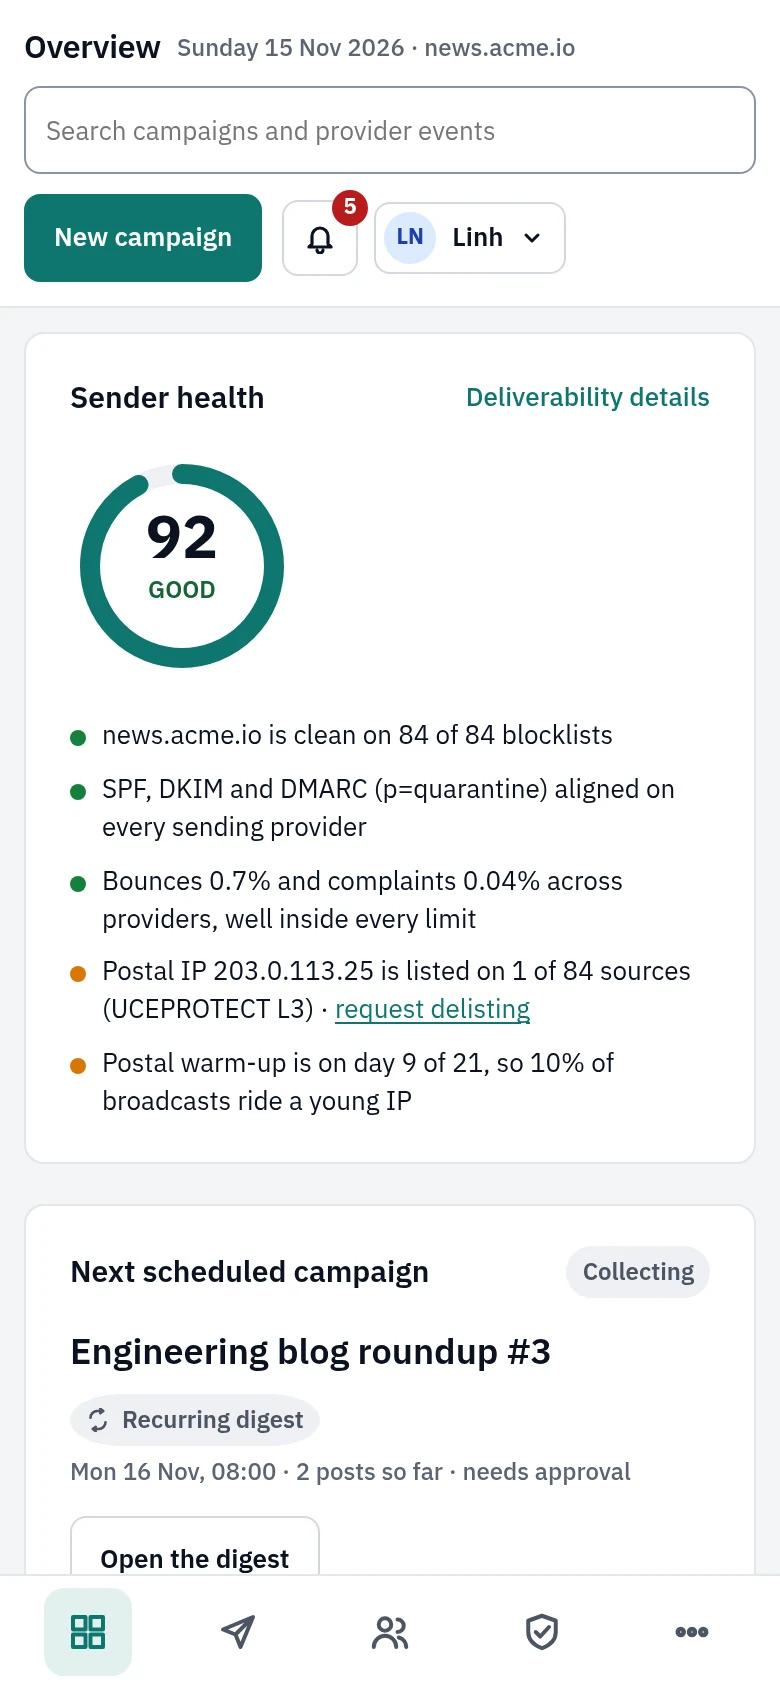 Overview Sunday 15 Nov 2026 · news.acme.io
Search campaigns and provider events
New campaign
5
LN Linh
Sender health
Deliverability details
92
GOOD
news.acme.io is clean on 84 of 84 blocklists
SPF, DKIM and DMARC (p=quarantine) aligned on
every sending provider
Bounces 0.7% and complaints 0.04% across
providers, well inside every limit
Postal IP 203.0.113.25 is listed on 1 of 84 sources
(UCEPROTECT L3) · request delisting
Postal warm-up is on day 9 of 21, so 10% of
broadcasts ride a young IP
Next scheduled campaign
Collecting
Engineering blog roundup #3
Recurring digest
Mon 16 Nov, 08:00 · 2 posts so far · needs approval
Open the digest